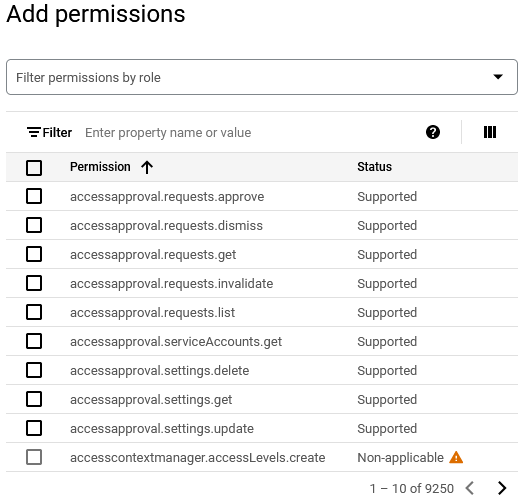 Add permissions
Filter permissions by role
Filter Enter property name or value
Permission Status
accessapproval.requests.approve Supported
accessapproval.requests.dismiss Supported
accessapproval.requests.get Supported
accessapproval.requests.invalidate Supported
accessapproval.requests.list Supported
accessapproval.serviceAccounts.get Supported
accessapproval.settings.delete Supported
accessapproval.settings.get Supported
accessapproval.settings.update Supported
accesscontextmanager.accessLevels.create Non-applicable
1 – 10 of 9250